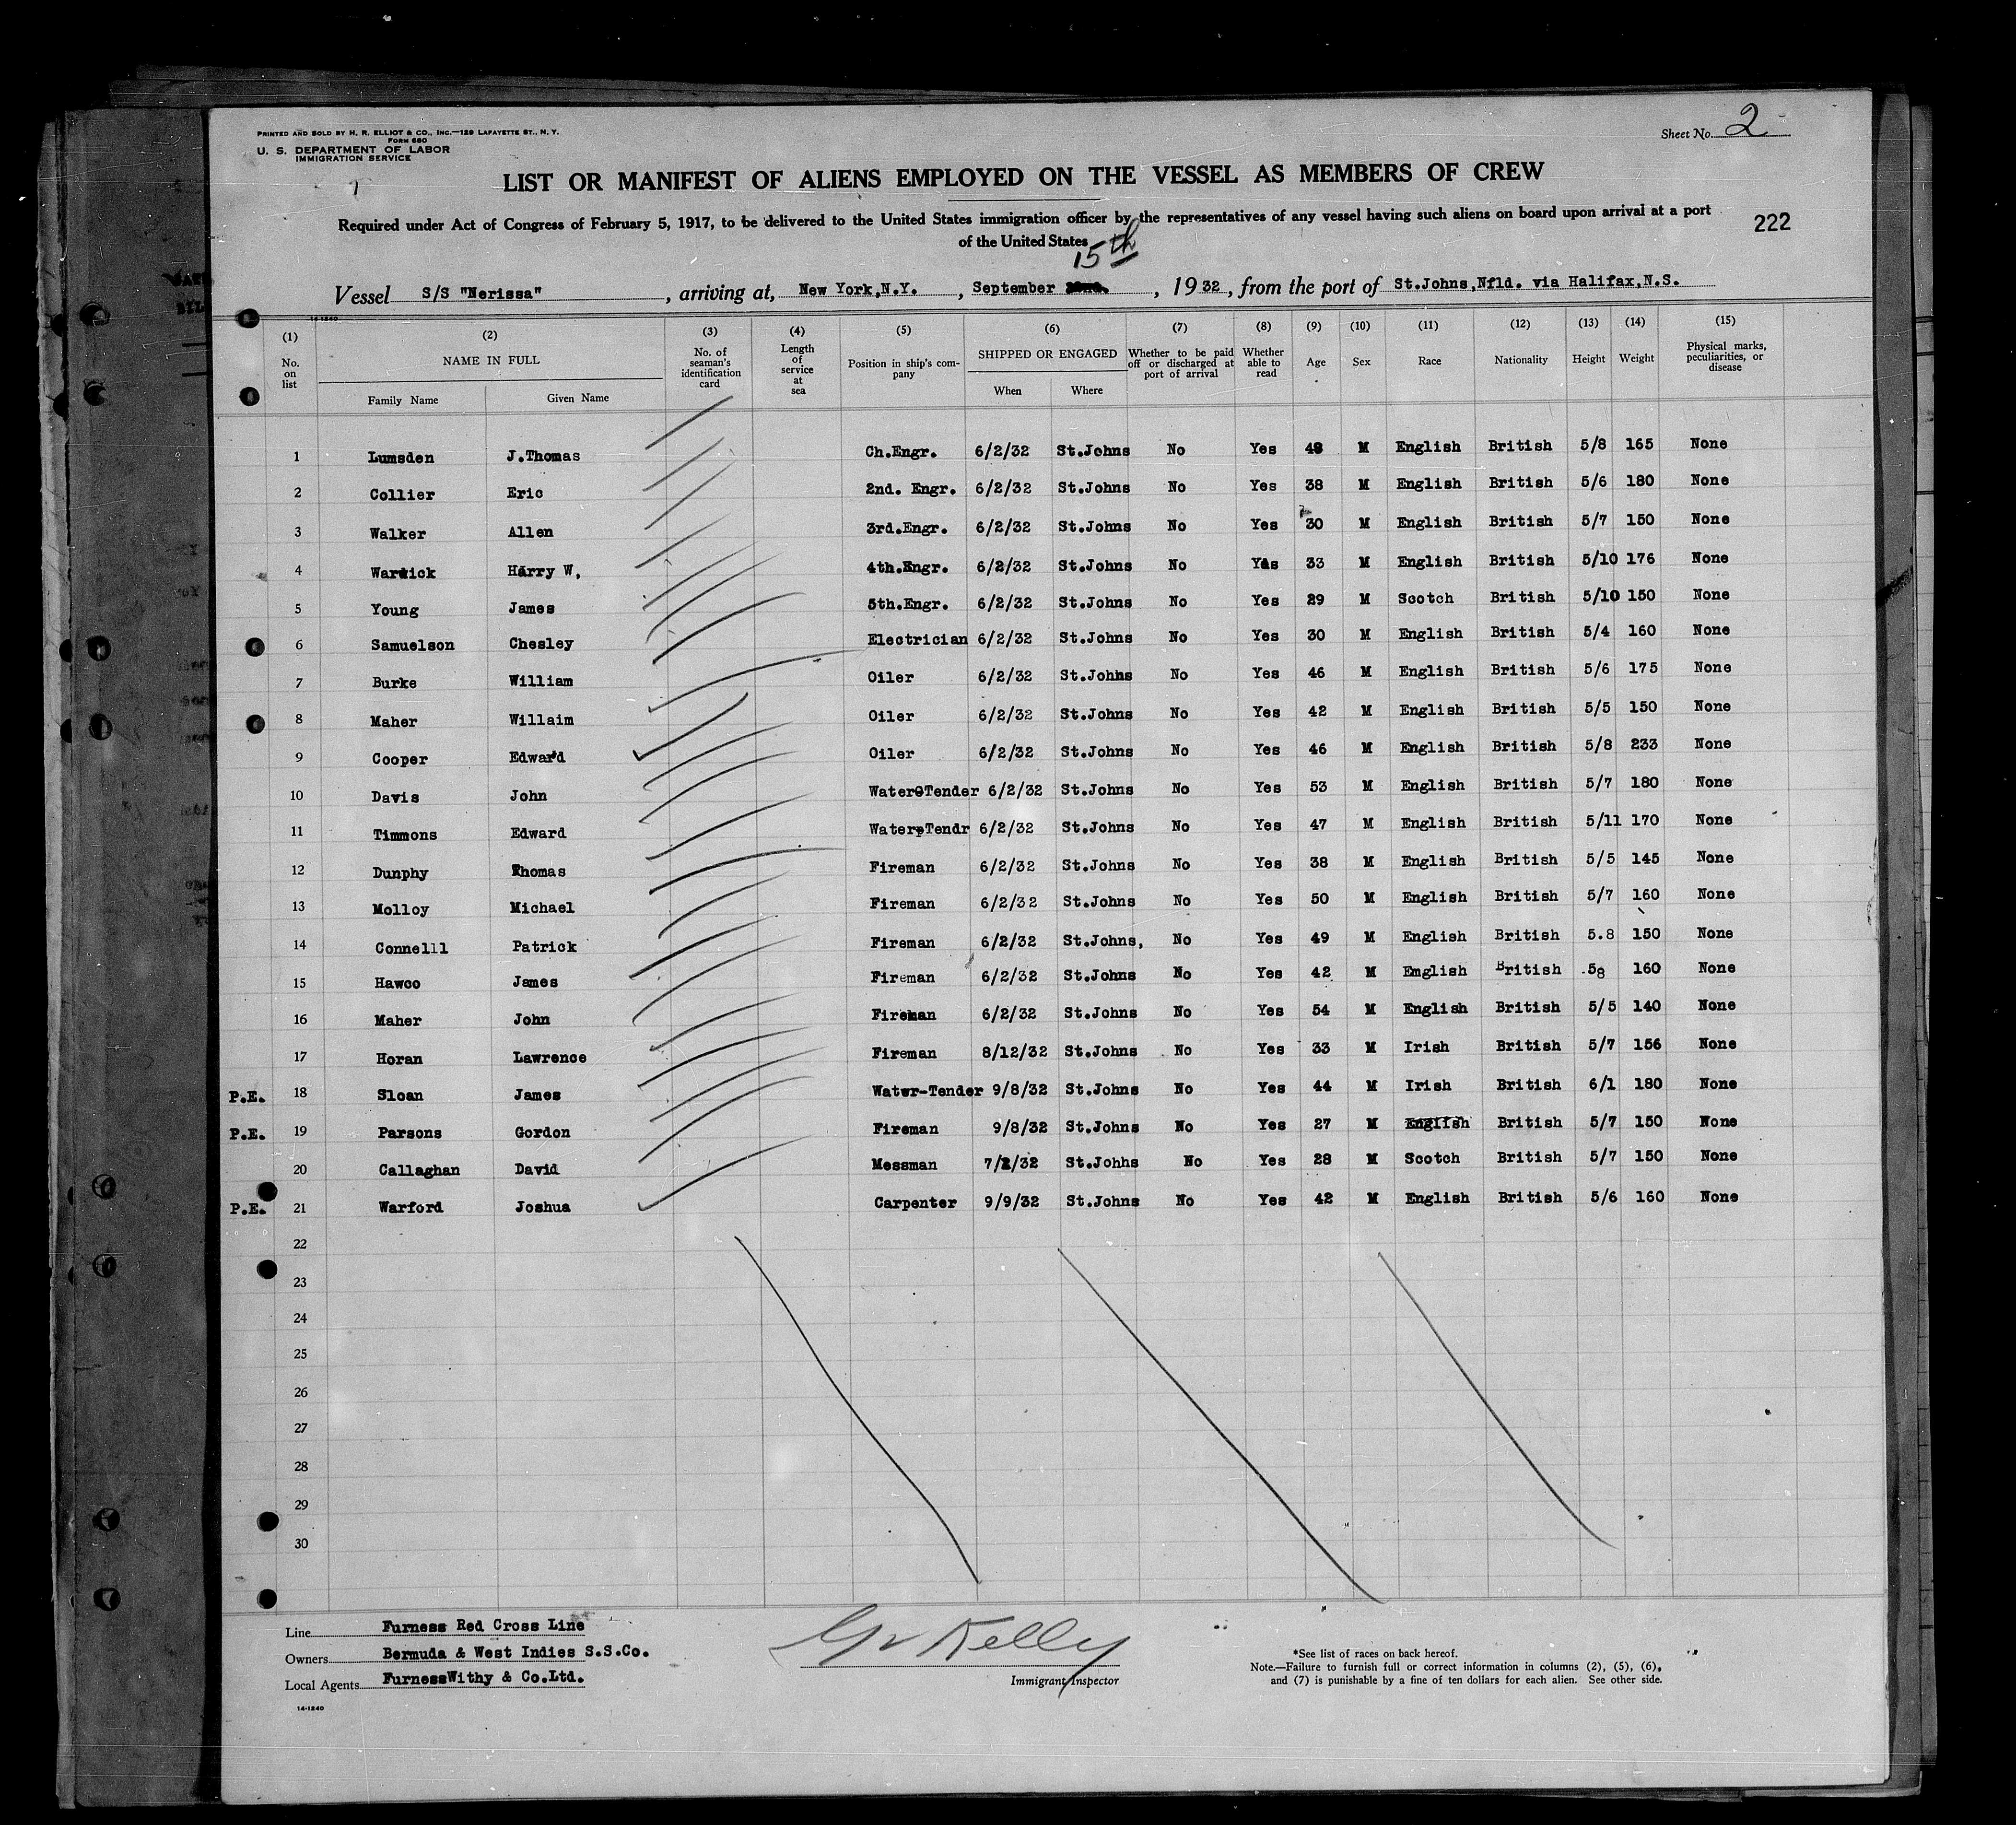 PRINTED AND SOLD BY H. R. ELLIOT & CO., INC.—129 LAFAYETTE ST., N. Y.
FORM 680
U. S. DEPARTMENT OF LABOR
IMMIGRATION SERVICE
Sheet No. 2
LIST OR MANIFEST OF ALIENS EMPLOYED ON THE VESSEL AS MEMBERS OF CREW
Required under Act of Congress of February 5, 1917, to be delivered to the United States immigration officer by the representatives of any vessel having such aliens on board upon arrival at a port
of the United States
222
15th
Vessel S/S "Nerissa", arriving at, New York,N.Y., September, 1932, from the port of St.Johns,Nfld. via Halifax,N.S.
14-1240
(1) (2) (3) (4) (5) (6) (7) (8) (9) (10) (11) (12) (13) (14) (15)
No. on list NAME IN FULL No. of seaman's identification card Length of service at sea Position in ship's company SHIPPED OR ENGAGED Whether to be paid off or discharged at port of arrival Whether able to read Age Sex Race Nationality Height Weight Physical marks, peculiarities, or disease
Family Name Given Name When Where
1 Lumsden J.Thomas Ch.Engr. 6/2/32 St.Johns No Yes M English British 5/8 165 None
2 Collier Eric 2nd. Engr. 6/2/32 St.Johns No Yes 38 M English British 5/6 180 None
3 Walker Allen 3rd.Engr. 6/2/32 St.Johns No Yes 30 M English British 5/7 150 None
4 Warwick Harry W, 4th.Engr. 6/2/32 St.Johns No Yes 33 M English British 5/10 176 None
5 Young James 5th.Engr. 6/2/32 St.Johns No Yes 29 M Scotch British 5/10 150 None
6 Samuelson Chesley Electrician 6/2/32 St.Johns No Yes 30 M English British 5/4 160 None
7 Burke William Oiler 6/2/32 St.Johns No Yes 46 M English British 5/6 175 None
8 Maher Willaim Oiler 6/2/32 St.Johns No Yes 42 M English British 5/5 150 None
9 Cooper Edward Oiler 6/2/32 St.Johns No Yes 46 M English British 5/8 233 None
10 Davis John Water-Tender 6/2/32 St.Johns No Yes 53 M English British 5/7 180 None
11 Timmons Edward Water-Tendr 6/2/32 St.Johns No Yes 47 M English British 5/11 170 None
12 Dunphy Thomas Fireman 6/2/32 St.Johns No Yes 38 M English British 5/5 145 None
13 Molloy Michael Fireman 6/2/32 St.Johns No Yes 50 M English British 5/7 160 None
14 Connelll Patrick Fireman 6/2/32 St.Johns, No Yes 49 M English British 5.8 150 None
15 Hawco James Fireman 6/2/32 St.Johns No Yes 42 M Emglish British .58 160 None
16 Maher John Fireman 6/2/32 St.Johns No Yes 54 M English British 5/5 140 None
17 Horan Lawrence Fireman 8/12/32 St.Johns No Yes 33 M Irish British 5/7 156 None
P.E. 18 Sloan James Water-Tender 9/8/32 St.Johns No Yes 44 M Irish British 6/1 180 None
P.E. 19 Parsons Gordon Fireman 9/8/32 St.Johns No Yes 27 M English British 5/7 150 None
20 Callaghan David Messman 7/2/32 St.Johhs No Yes 28 M Scotch British 5/7 150 None
P.E. 21 Warford Joshua Carpenter 9/9/32 St.Johns No Yes 42 M English British 5/6 160 None
22
23
24
25
26
27
28
29
30
Line Furness Red Cross Line
Owners Bermuda & West Indies S.S.Co.
Local Agents FurnessWithy & Co.Ltd.
14-1240
Kelly
Immigrant Inspector
*See list of races on back hereof.
Note.—Failure to furnish full or correct information in columns (2), (5), (6),
and (7) is punishable by a fine of ten dollars for each alien. See other side.